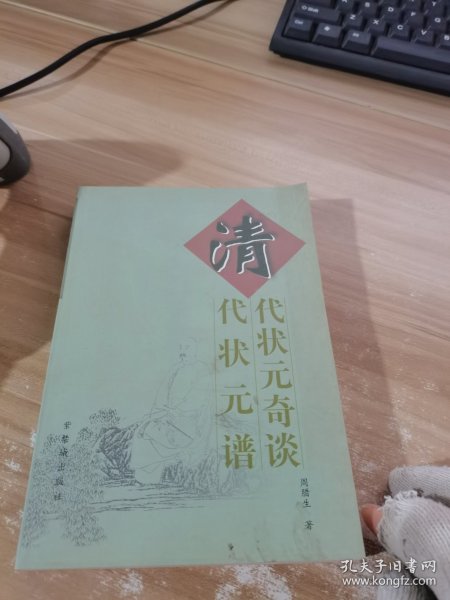 清
代状元奇谈
代状元谱
周腊生 著
紫禁城出版社
孔夫子旧书网
www.kongfz.com